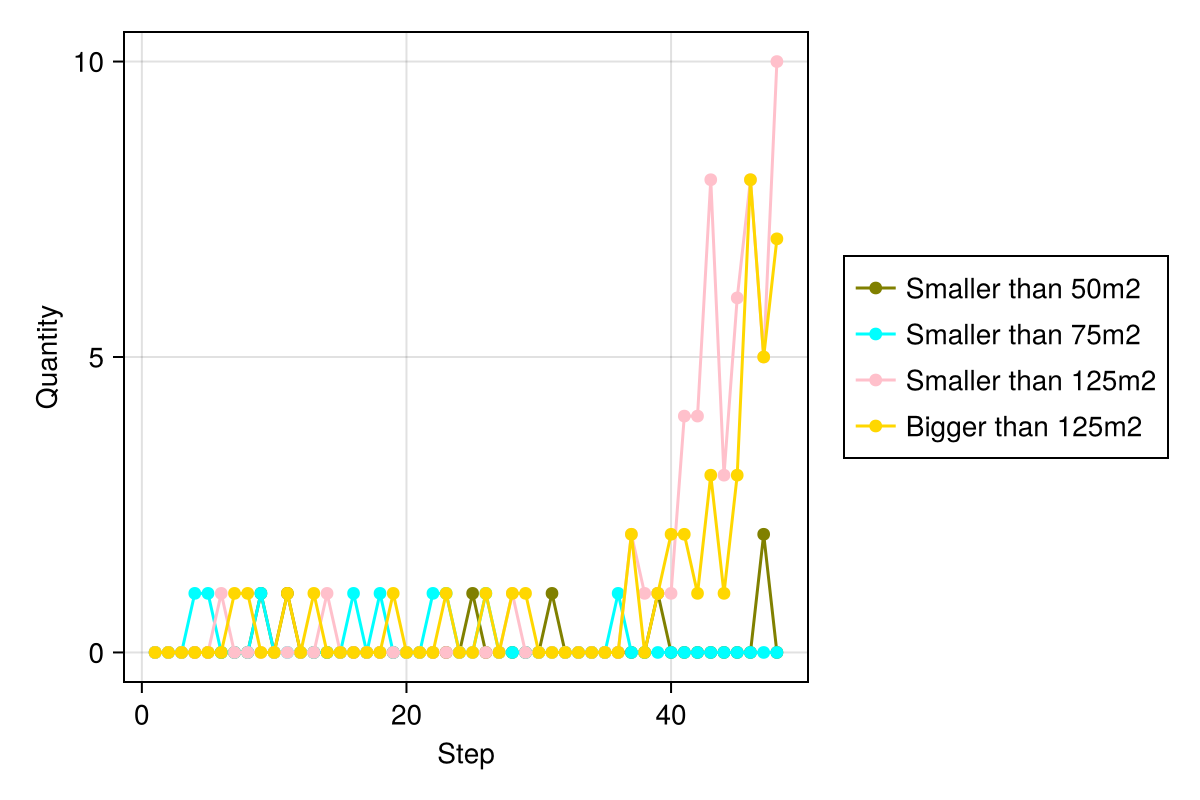 10
5
0
Quantity
0
20
40
Step
Smaller than 50m2
Smaller than 75m2
Smaller than 125m2
Bigger than 125m2